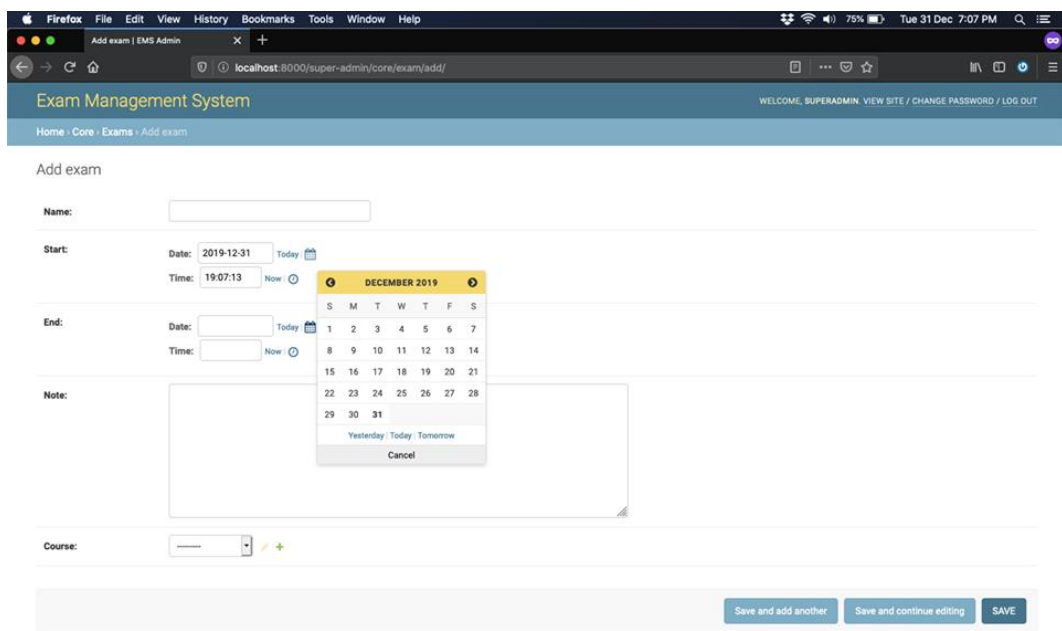 Firefox File Edit View History Bookmarks Tools Window Help 75% Tue 31 Dec 7:07 PM
Add exam | EMS Admin
localhost:8000/super-admin/core/exam/add/
Exam Management System WELCOME, SUPERADMIN. VIEW SITE / CHANGE PASSWORD / LOG OUT
Home › Core › Exams › Add exam
Add exam
Name:
Start: Date: 2019-12-31 Today
Time: 19:07:13 Now |
End: Date: Today
Time: Now |
DECEMBER 2019
S M T W T F S
1 2 3 4 5 6 7
8 9 10 11 12 13 14
15 16 17 18 19 20 21
22 23 24 25 26 27 28
29 30 31
Yesterday | Today | Tomorrow
Cancel
Note:
Course: ---------
Save and add another Save and continue editing SAVE